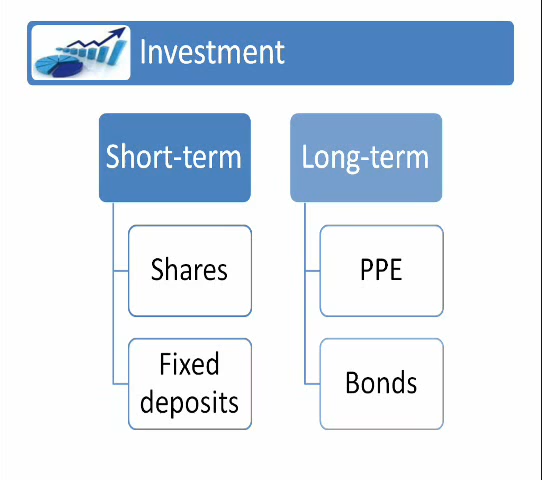 Investment
Short-term
Long-term
Shares
PPE
Fixed
deposits
Bonds